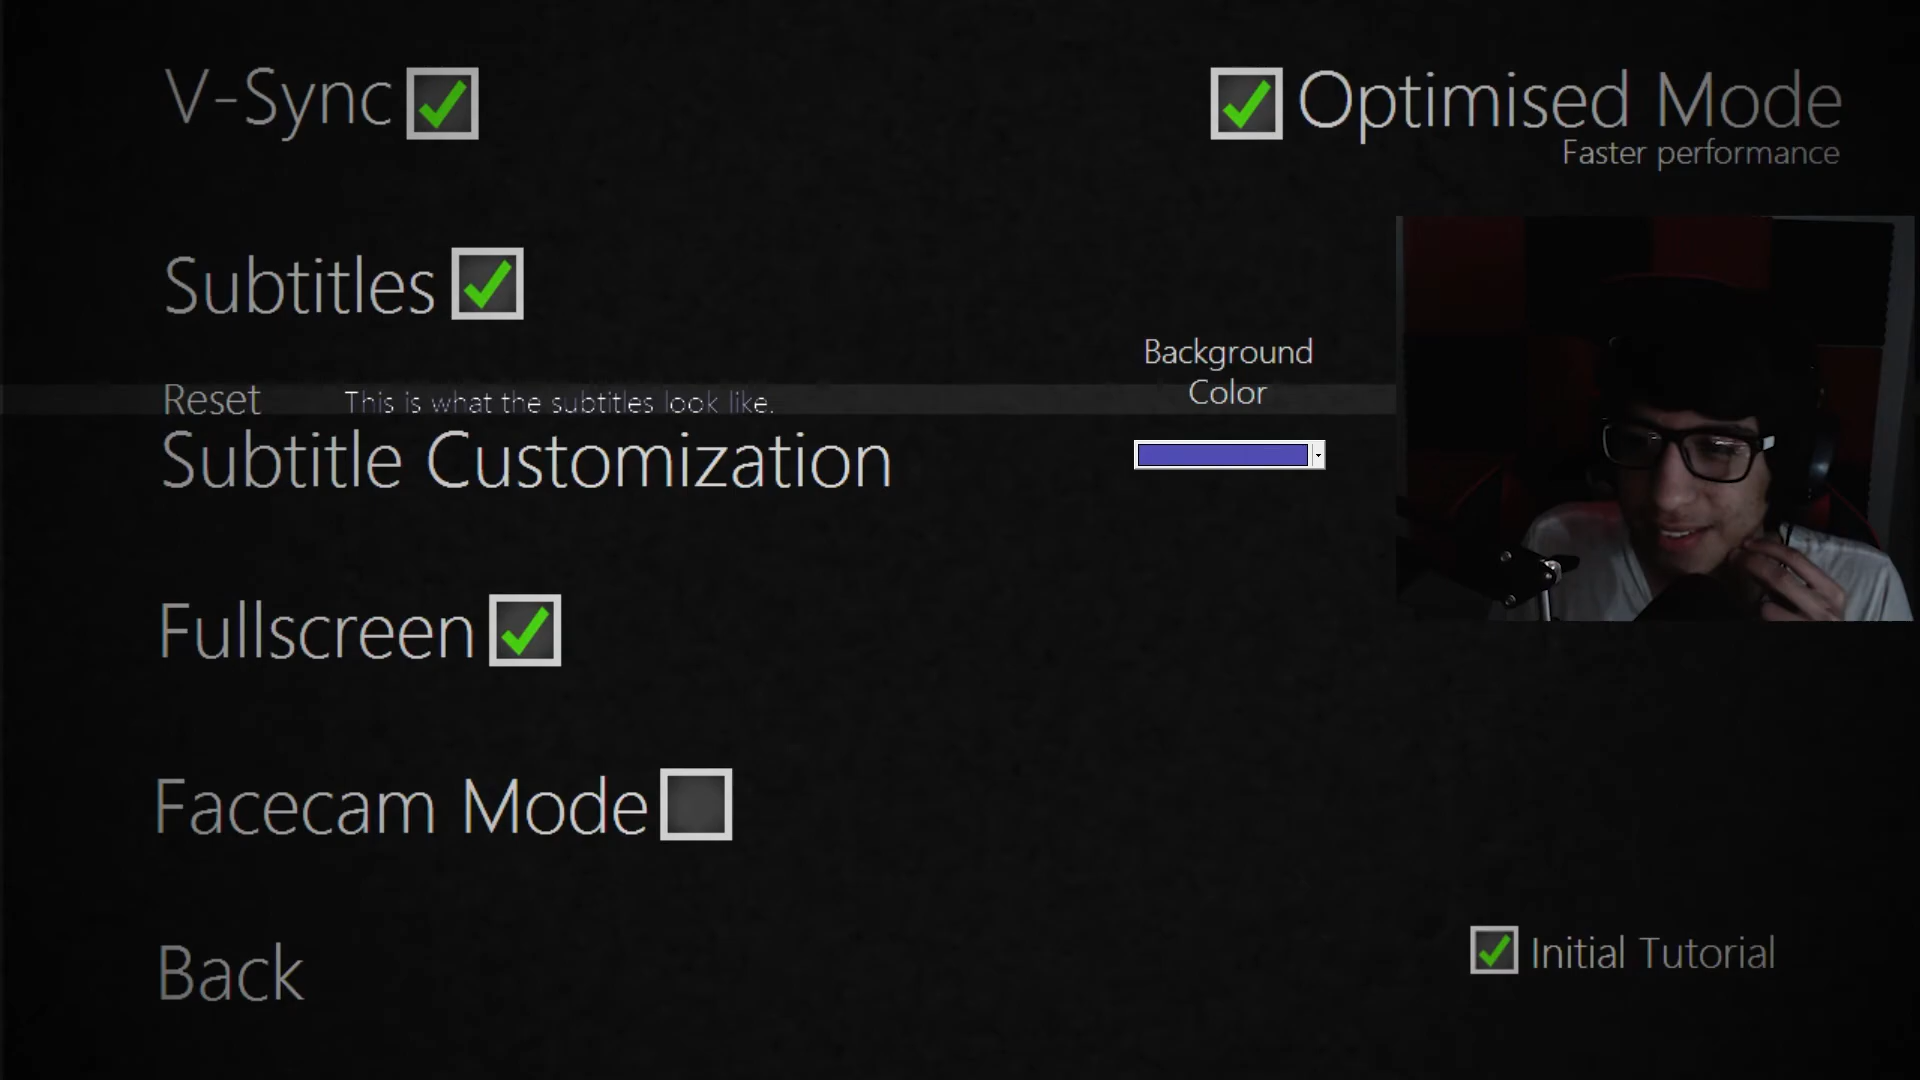 V-Sync
Optimised Mode
Faster performance
Subtitles
Background
Color
Reset
This is what the subtitles look like.
Subtitle Customization
Fullscreen
Facecam Mode
Back
Initial Tutorial